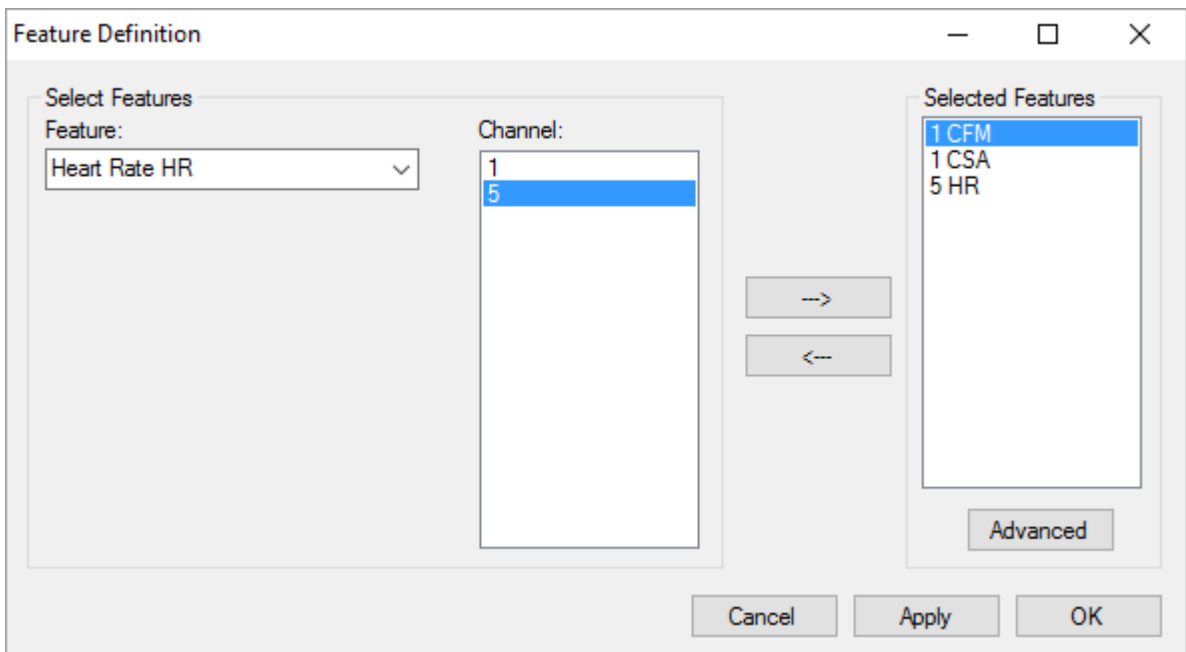 Feature Definition
Select Features
Feature:
Heart Rate HR
Channel:
1
5
--->
<---
Selected Features
1 CFM
1 CSA
5 HR
Advanced
Cancel
Apply
OK